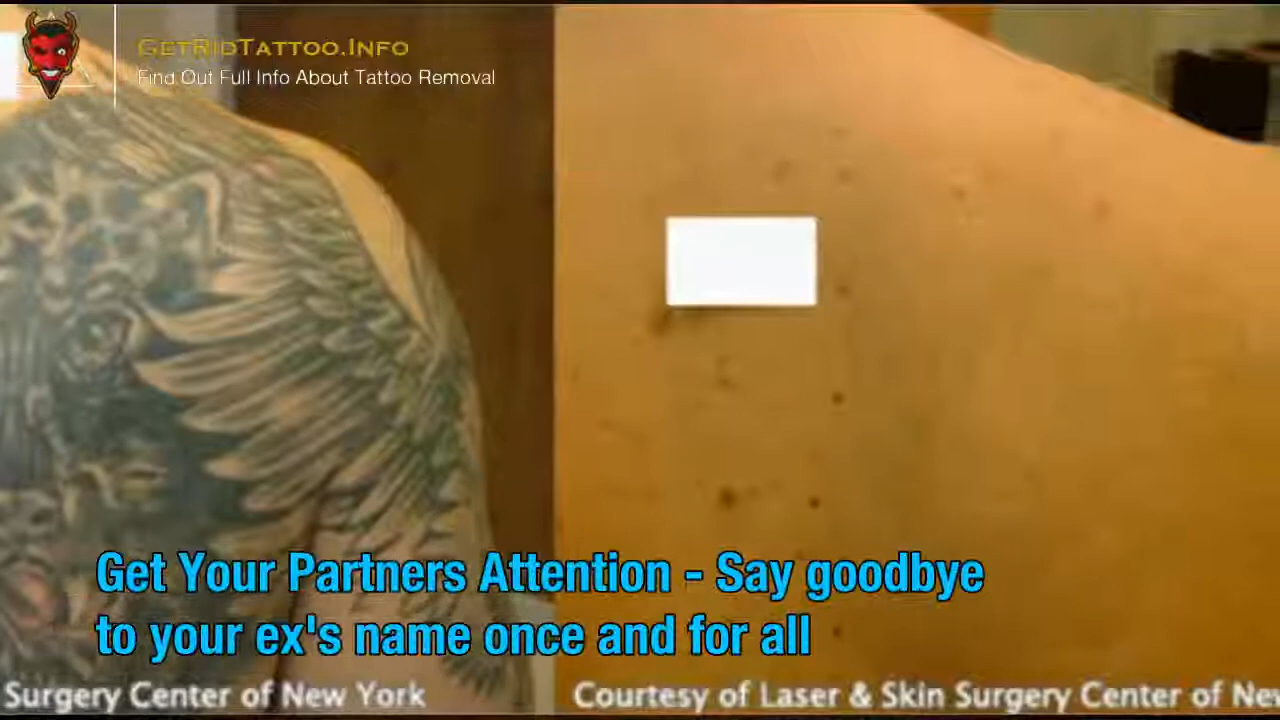 GetRidTattoo.Info
Find Out Full Info About Tattoo Removal
Get Your Partners Attention - Say goodbye
to your ex's name once and for all
Surgery Center of New York
Courtesy of Laser & Skin Surgery Center of New